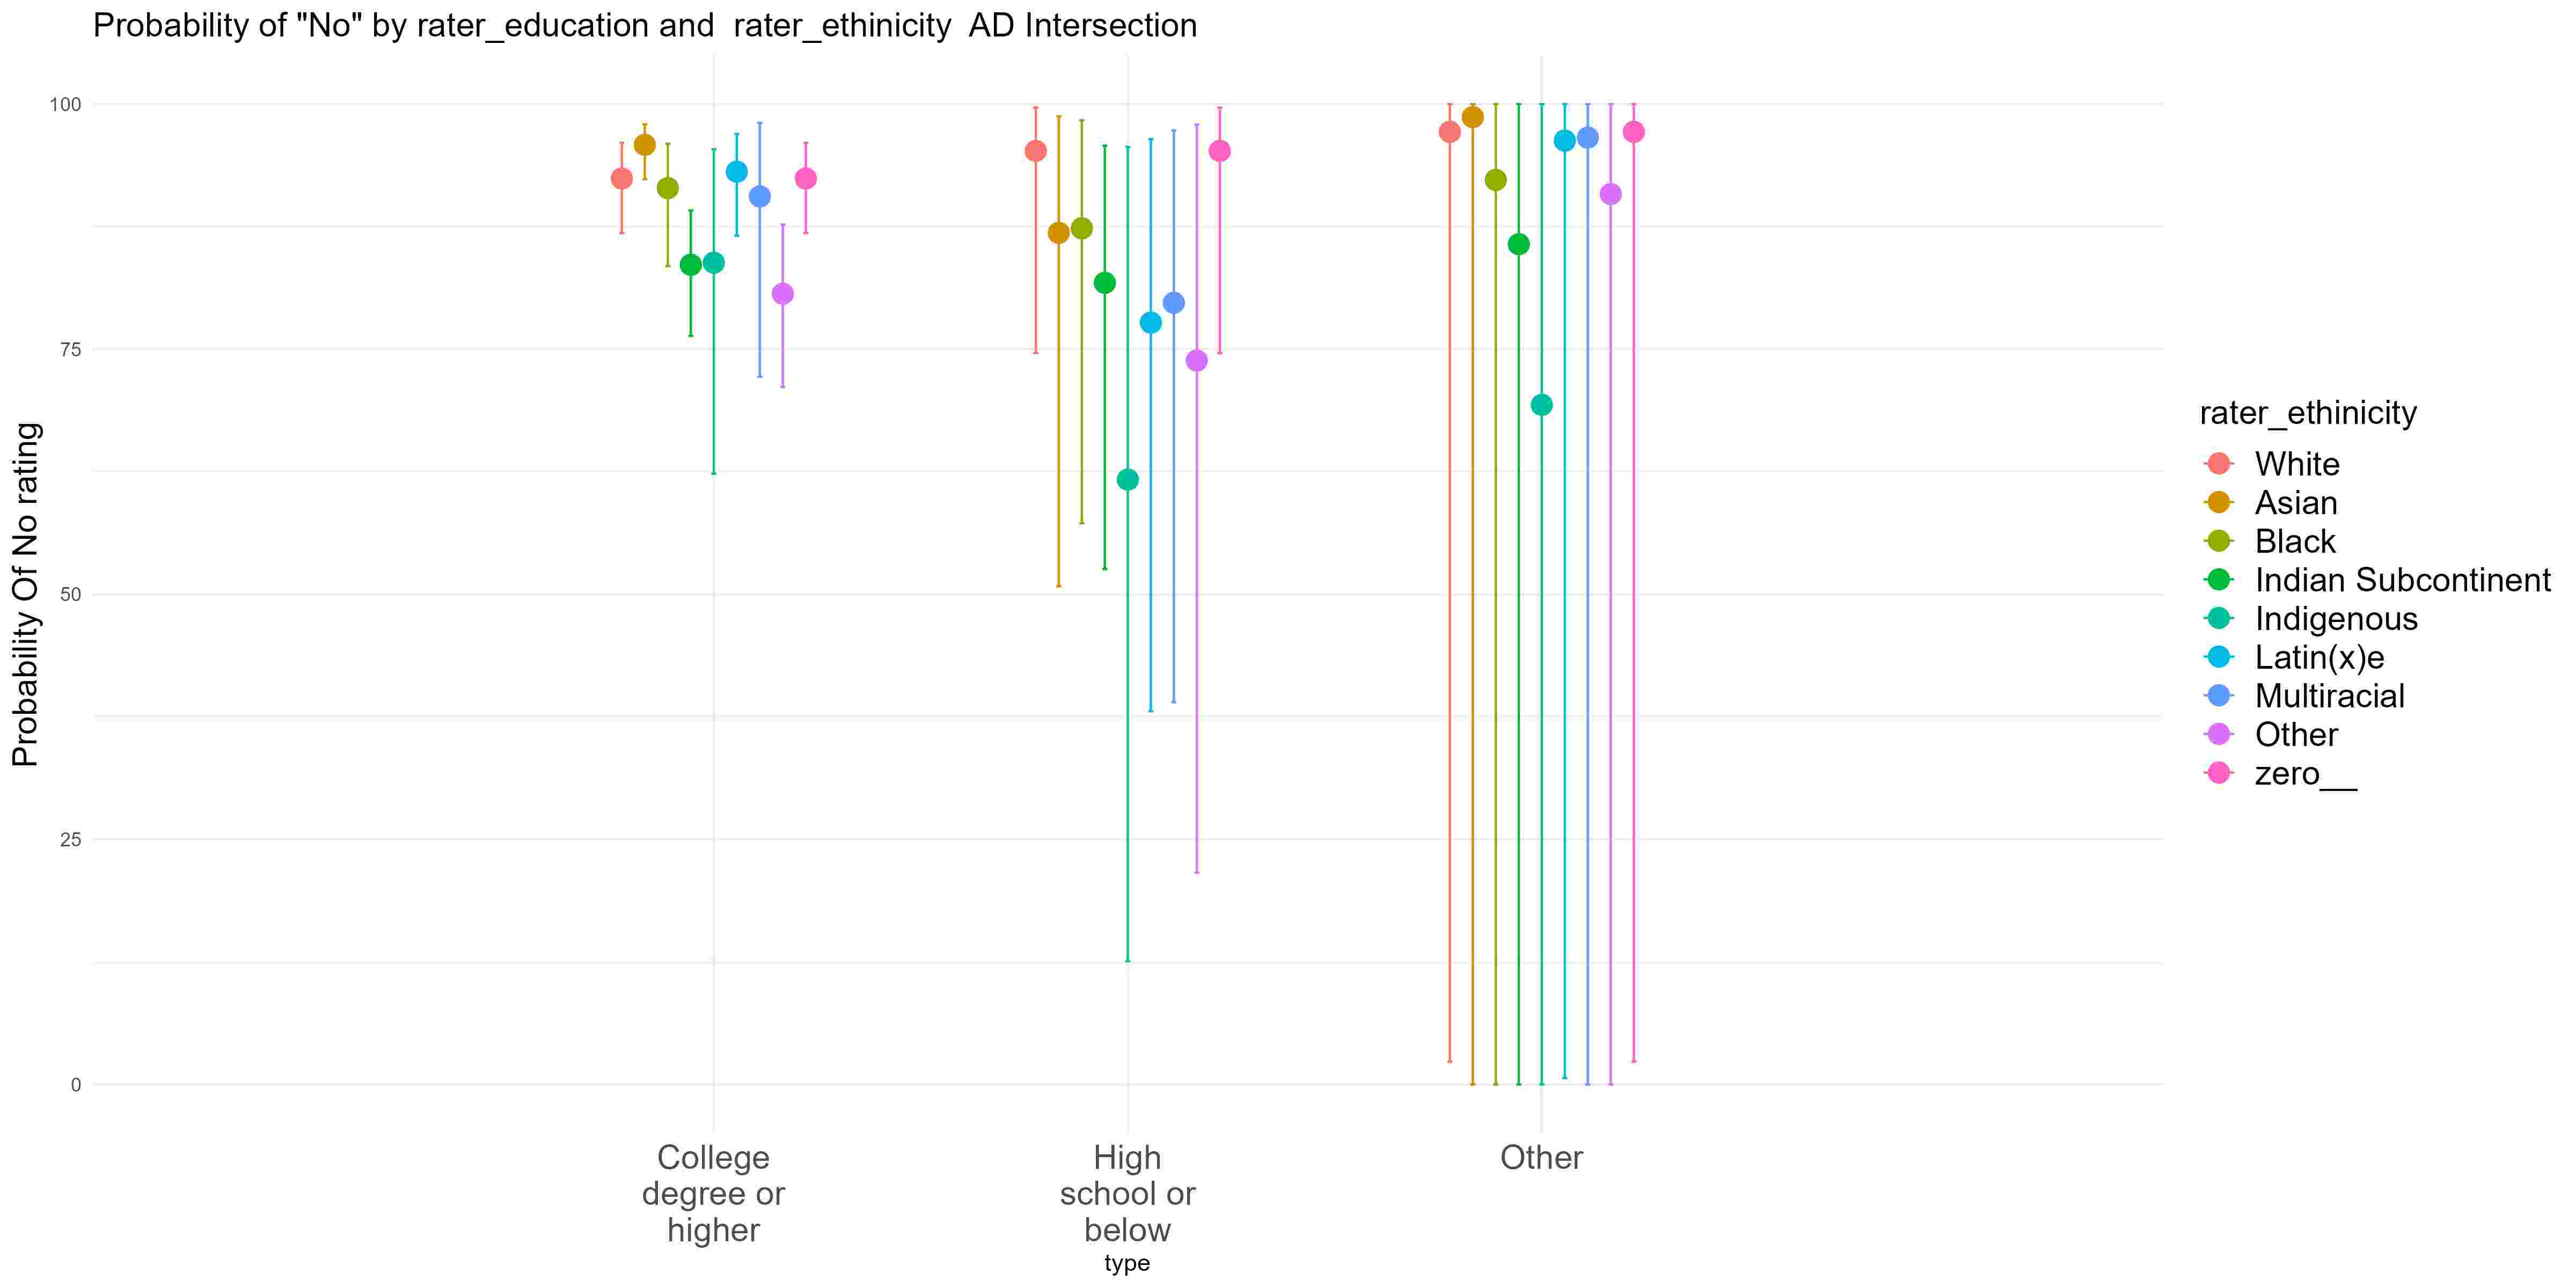 Probability of "No" by rater_education and  rater_ethinicity  AD Intersection
Probability Of No rating
100
75
50
25
0
College
degree or
higher
High
school or
below
Other
type
rater_ethinicity
White
Asian
Black
Indian Subcontinent
Indigenous
Latin(x)e
Multiracial
Other
zero__